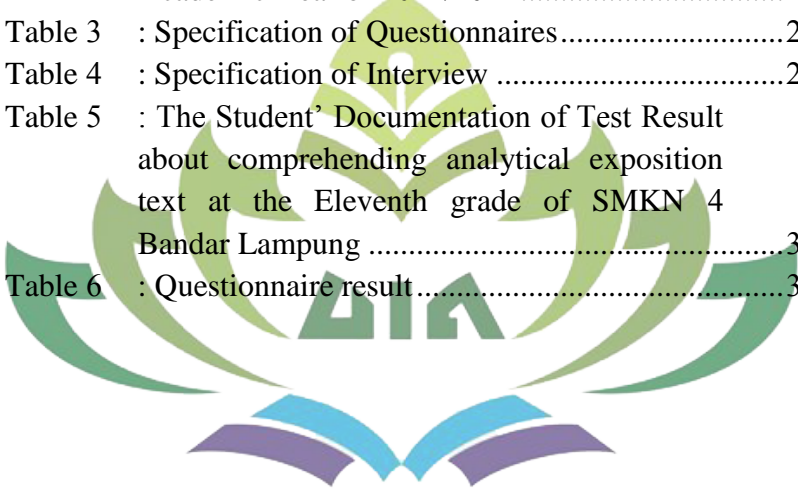 Table 3 : Specification of Questionnaires..............................2
Table 4 : Specification of Interview .......................................2
Table 5 : The Student’ Documentation of Test Result
about comprehending analytical exposition
text at the Eleventh grade of SMKN 4
Bandar Lampung .......................................................3
Table 6 : Questionnaire result.................................................3